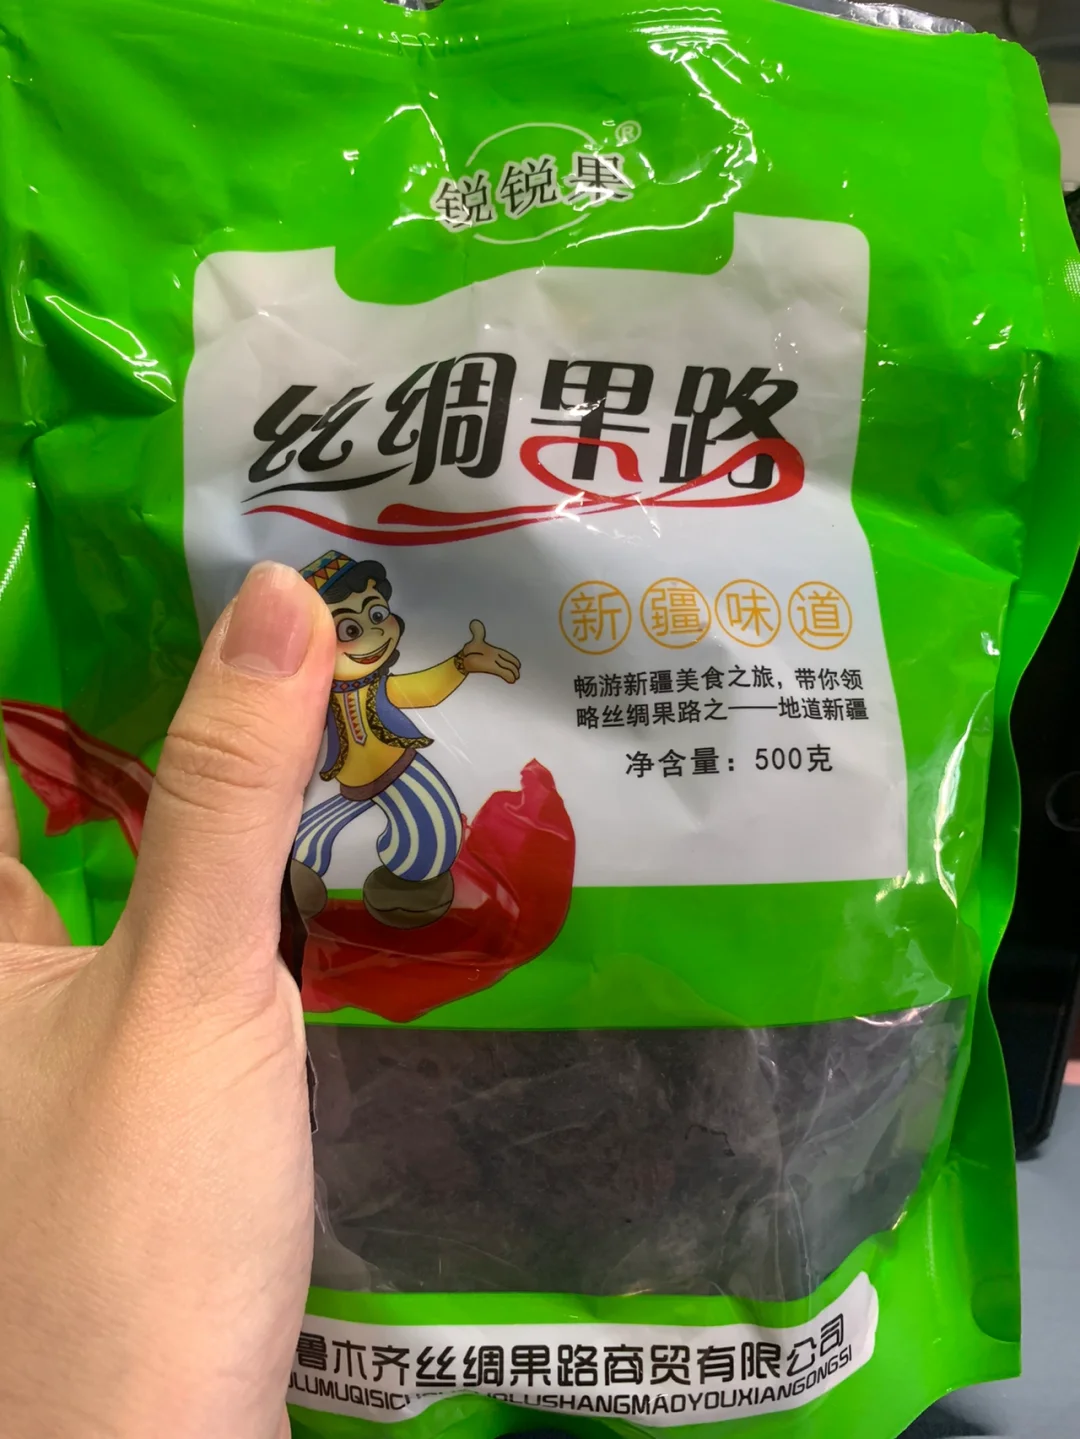 锐锐果®
丝绸果路
新疆味道
畅游新疆美食之旅，带你领
略丝绸果路之——地道新疆
净含量：500克
鲁木齐丝绸果路商贸有限公司